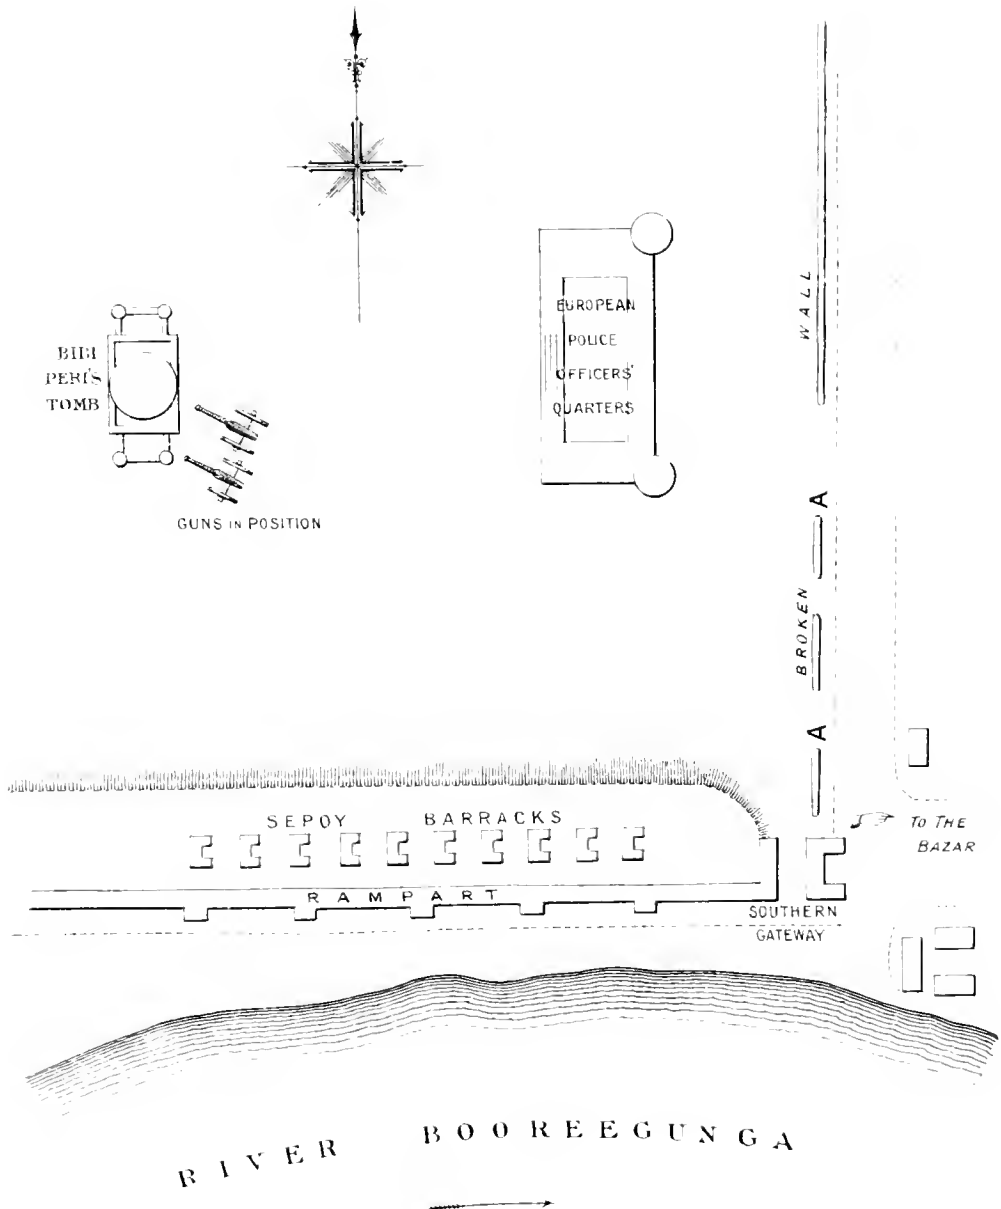 WALL
EUROPEAN
POLICE
OFFICERS'
QUARTERS
BIBI
PERI'S
TOMB
GUNS IN POSITION
A
BROKEN
A
SEPOY BARRACKS
TO THE
BAZAR
RAMPART
SOUTHERN
GATEWAY
RIVER BOOREEGUNGA